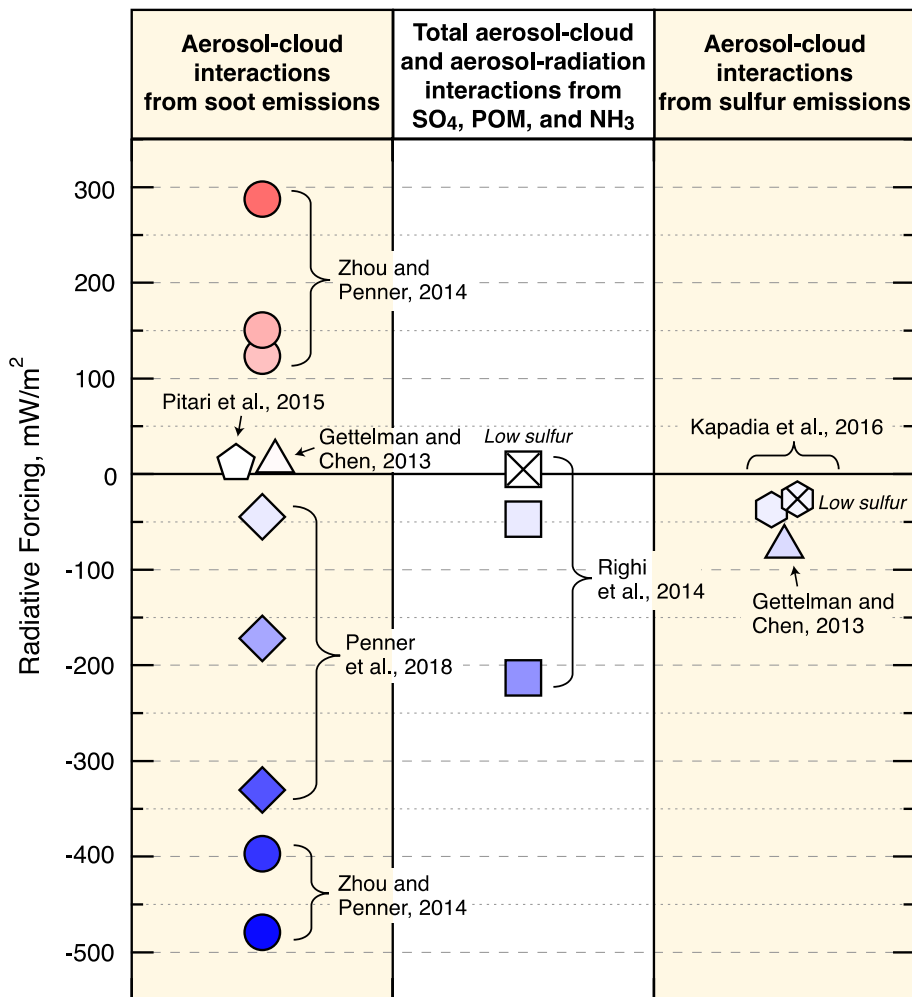 Aerosol-cloud
interactions
from soot emissions
Total aerosol-cloud
and aerosol-radiation
interactions from
SO₄, POM, and NH₃
Aerosol-cloud
interactions
from sulfur emissions
Radiative Forcing, mW/m²
300
200
100
0
-100
-200
-300
-400
-500
Zhou and
Penner, 2014
Pitari et al., 2015
Gettelman and
Chen, 2013
Penner
et al., 2018
Zhou and
Penner, 2014
Low sulfur
Righi
et al., 2014
Kapadia et al., 2016
Low sulfur
Gettelman and
Chen, 2013